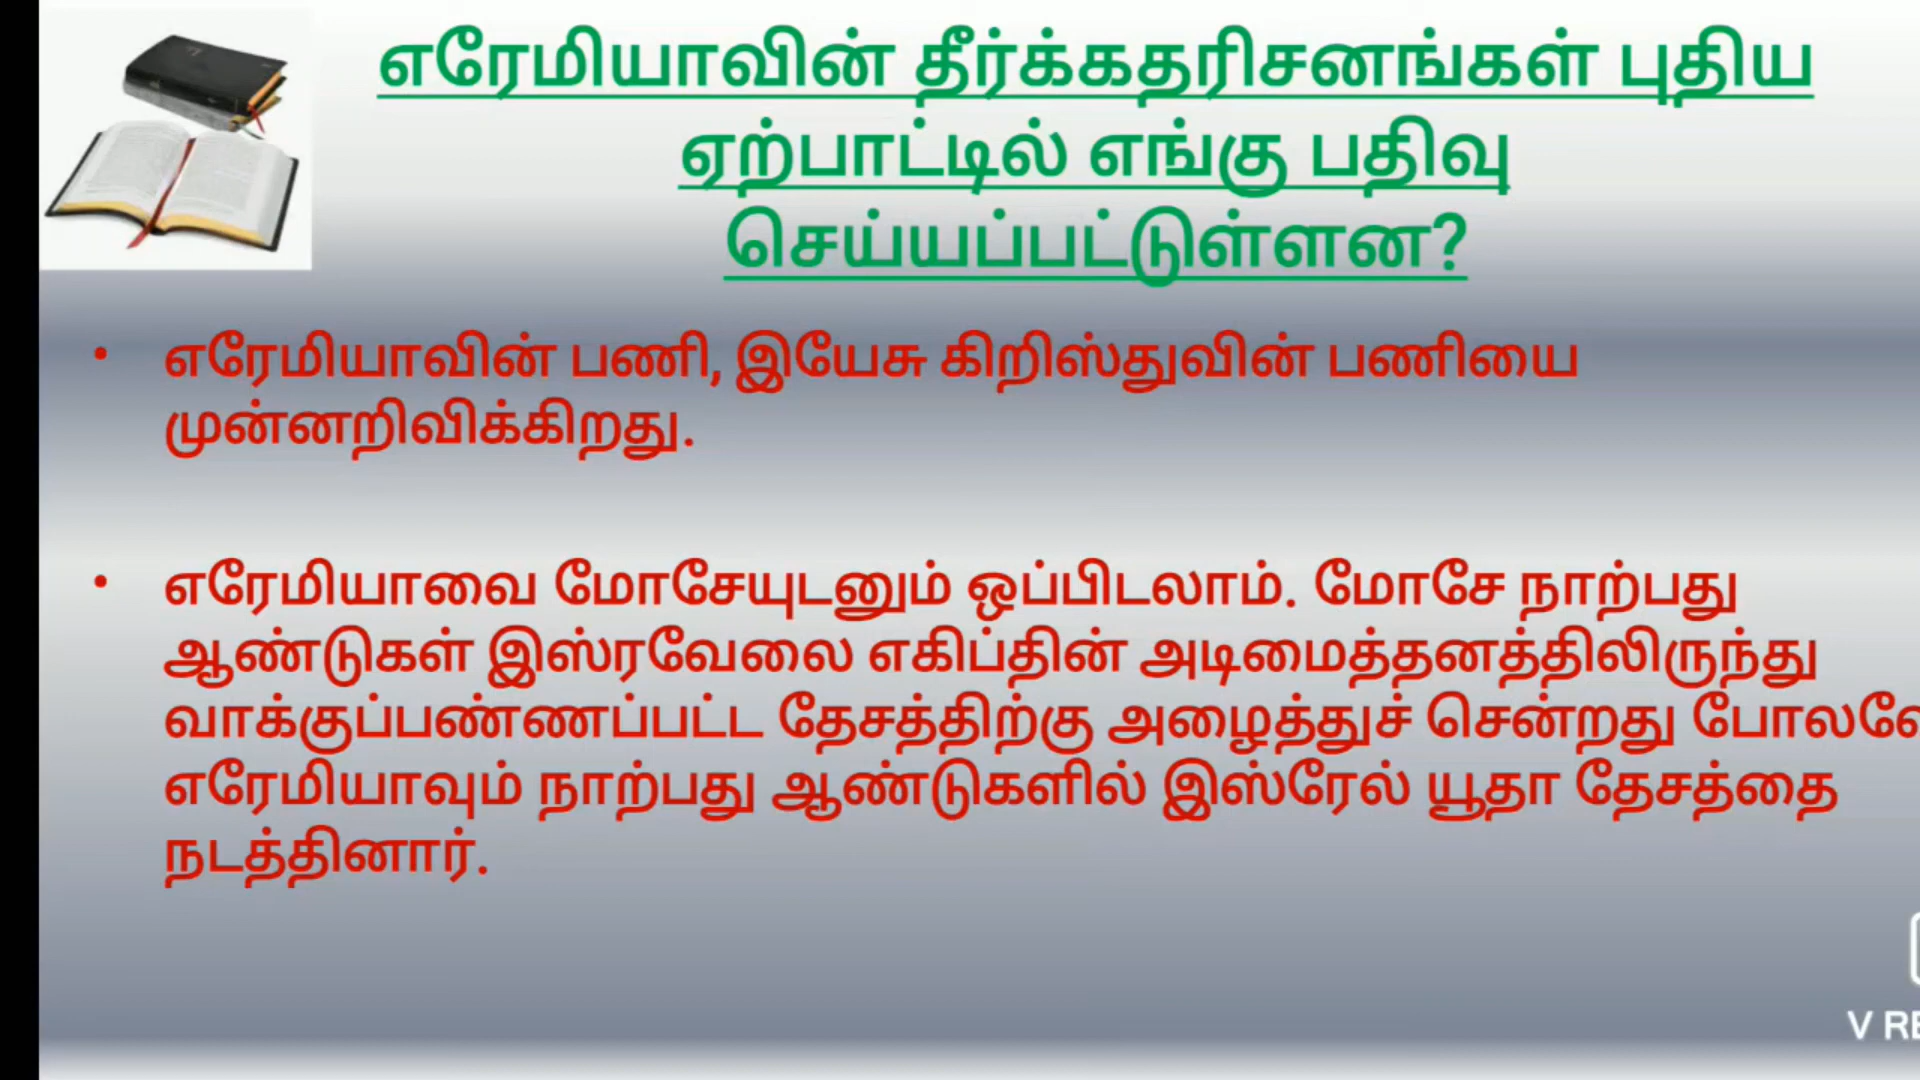 எரேமியாவின் தீர்க்கதரிசனங்கள் புதிய
ஏற்பாட்டில் எங்கு பதிவு
செய்யப்பட்டுள்ளன?
• எரேமியாவின் பணி, இயேசு கிறிஸ்துவின் பணியை
முன்னறிவிக்கிறது.
• எரேமியாவை மோசேயுடனும் ஒப்பிடலாம். மோசே நாற்பது
ஆண்டுகள் இஸ்ரவேலை எகிப்தின் அடிமைத்தனத்திலிருந்து
வாக்குப்பண்ணப்பட்ட தேசத்திற்கு அழைத்துச் சென்றது
எரேமியாவும் நாற்பது ஆண்டுகளில் இஸ்ரேல் யூதா தேசத்தை
நடத்தினார்.
V